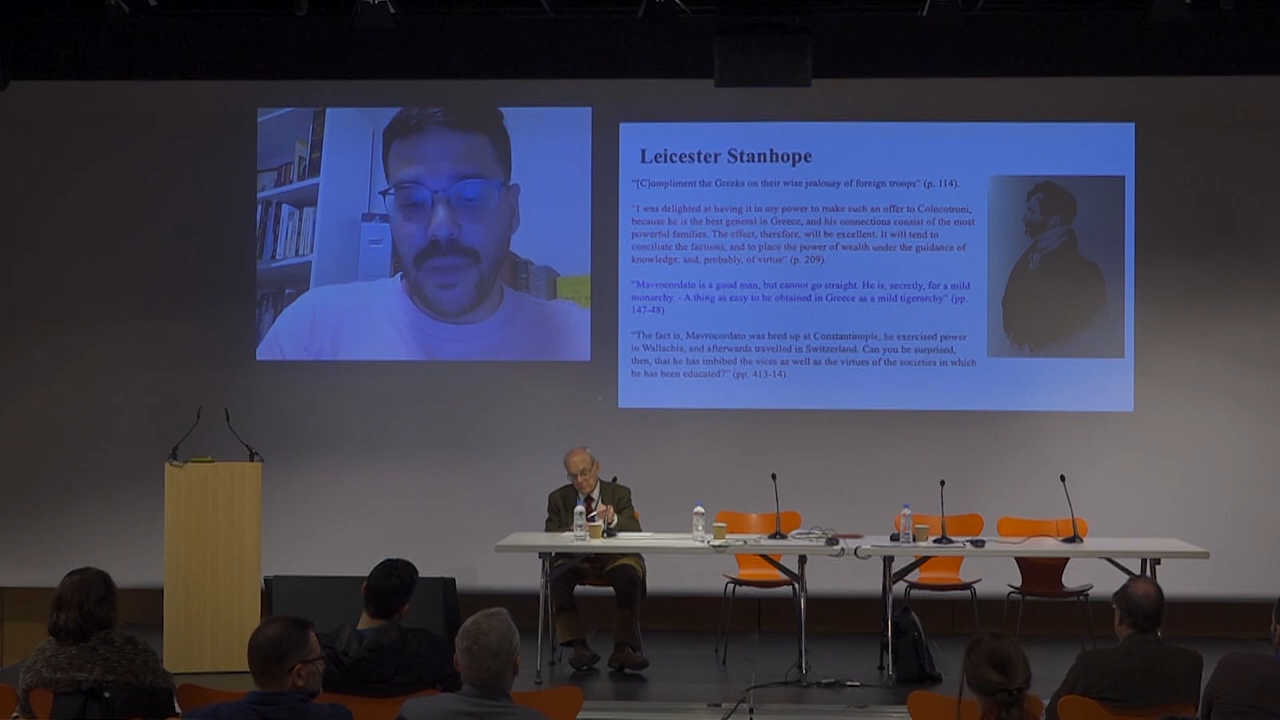 Leicester Stanhope
"[C]ompliment the Greeks on their wise jealousy of foreign troops" (p. 114).
"I was delighted at having it in my power to make such an offer to Colocotroni,
because he is the best general in Greece, and his connections consist of the most
powerful families. The effect, therefore, will be excellent. It will tend to
conciliate the factions, and to place the power of wealth under the guidance of
knowledge, and, probably, of virtue" (p. 209).
"Mavrocordato is a good man, but cannot go straight. He is, secretly, for a mild
monarchy. - A thing as easy to be obtained in Greece as a mild tigerarchy" (pp.
147-48)
"The fact is, Mavrocordato was bred up at Constantinople, he exercised power
in Wallachia, and afterwards travelled in Switzerland. Can you be surprised,
then, that he has imbibed the vices as well as the virtues of the societies in which
he has been educated?" (pp. 413-14).